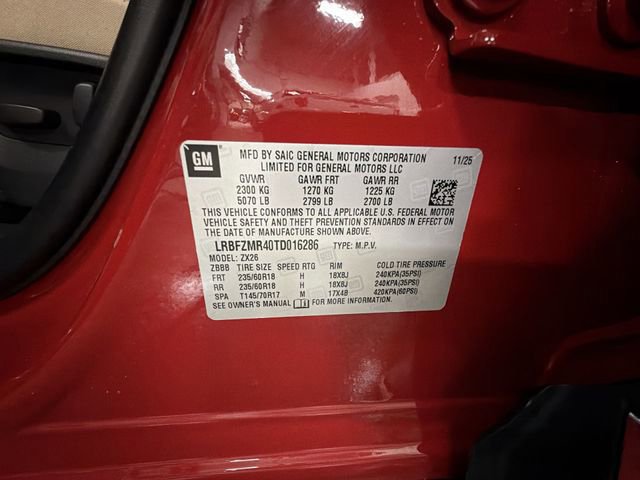 GM
MFD BY SAIC GENERAL MOTORS CORPORATION 11/25
LIMITED FOR GENERAL MOTORS LLC
GVWR GAWR FRT GAWR RR
2300 KG 1270 KG 1225 KG
5070 LB 2799 LB 2700 LB
THIS VEHICLE CONFORMS TO ALL APPLICABLE U.S. FEDERAL MOTOR
VEHICLE SAFETY AND THEFT PREVENTION STANDARDS IN EFFECT ON
THE DATE OF MANUFACTURE SHOWN ABOVE.
LRBFZMR40TD016286 TYPE: M.P.V.
MODEL: ZX26
ZBBB TIRE SIZE SPEED RTG RIM COLD TIRE PRESSURE
FRT 235/60R18 H 18X8J 240KPA(35PSI)
RR 235/60R18 H 18X8J 240KPA(35PSI)
SPA T145/70R17 M 17X4B 420KPA(60PSI)
SEE OWNER'S MANUAL FOR MORE INFORMATION.